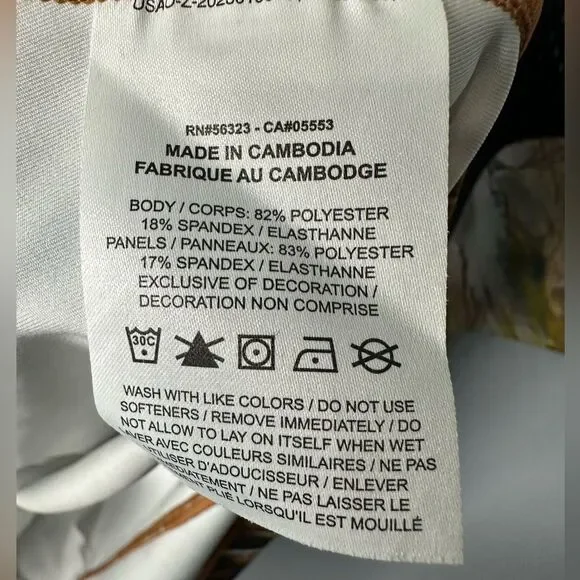 RN#56323 - CA#05553
MADE IN CAMBODIA
FABRIQUE AU CAMBODGE
BODY / CORPS: 82% POLYESTER
18% SPANDEX / ELASTHANNE
PANELS / PANNEAUX: 83% POLYESTER
17% SPANDEX / ELASTHANNE
EXCLUSIVE OF DECORATION /
DECORATION NON COMPRISE
30C
WASH WITH LIKE COLORS / DO NOT USE
SOFTENERS / REMOVE IMMEDIATELY / DO
NOT ALLOW TO LAY ON ITSELF WHEN WET
AVEC COULEURS SIMILAIRES / NE PAS
D'ADOUCISSEUR / ENLEVER
/ NE PAS LAISSER LE
PLIÉ LORSQU'IL EST MOUILLÉ